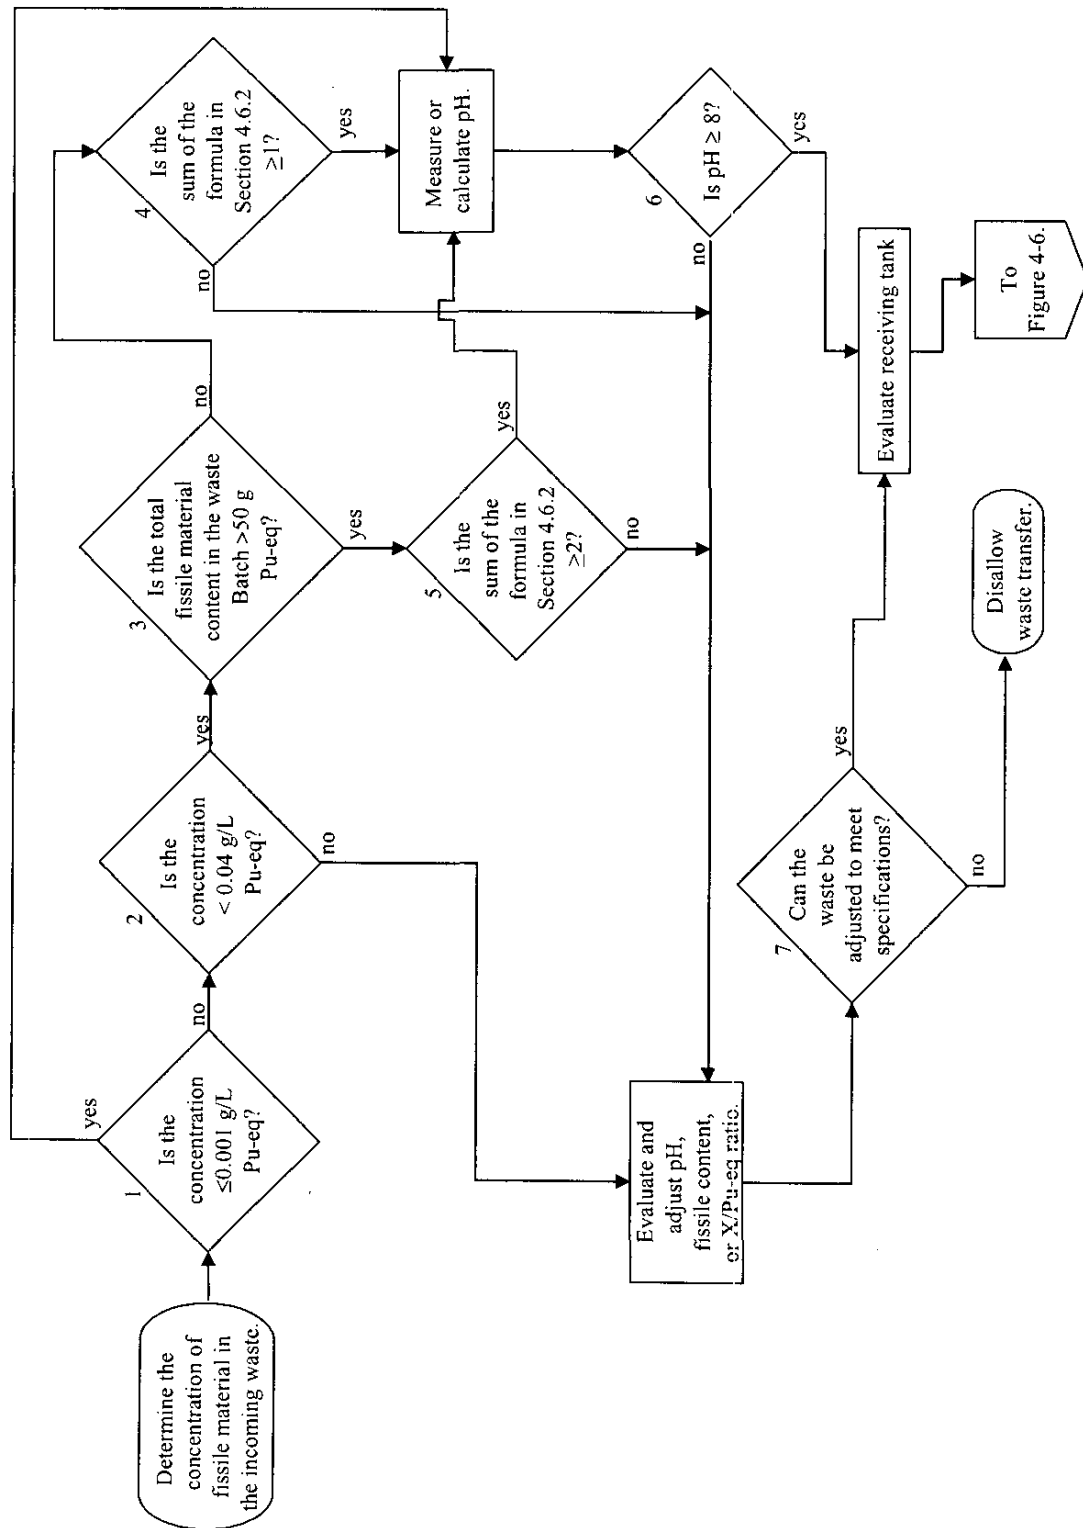 Determine the
concentration of
fissile material in
the incoming waste.
1
Is the
concentration
≤0.001 g/L
Pu-eq?
yes
no
2
Is the
concentration
< 0.04 g/L
Pu-eq?
yes
no
3
Is the total
fissile material
content in the waste
Batch >50 g
Pu-eq?
no
yes
4
Is the
sum of the
formula in
Section 4.6.2
≥1?
yes
no
5
Is the
sum of the
formula in
Section 4.6.2
≥2?
yes
no
Measure or
calculate pH.
6
Is pH ≥ 8?
no
yes
Evaluate and
adjust pH,
fissile content,
or X/Pu-eq ratio.
7
Can the
waste be
adjusted to meet
specifications?
yes
no
Evaluate receiving tank
Disallow
waste transfer.
To
Figure 4-6.